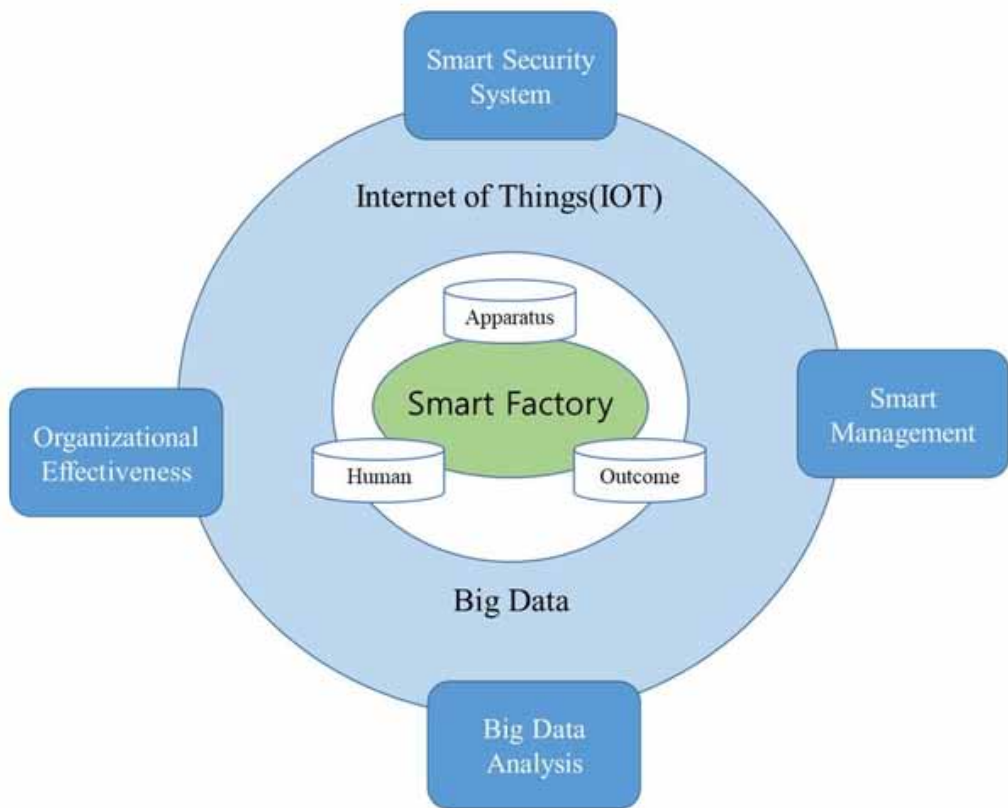 Smart Security
System
Internet of Things(IOT)
Apparatus
Smart Factory
Smart
Management
Organizational
Effectiveness
Human
Outcome
Big Data
Big Data
Analysis